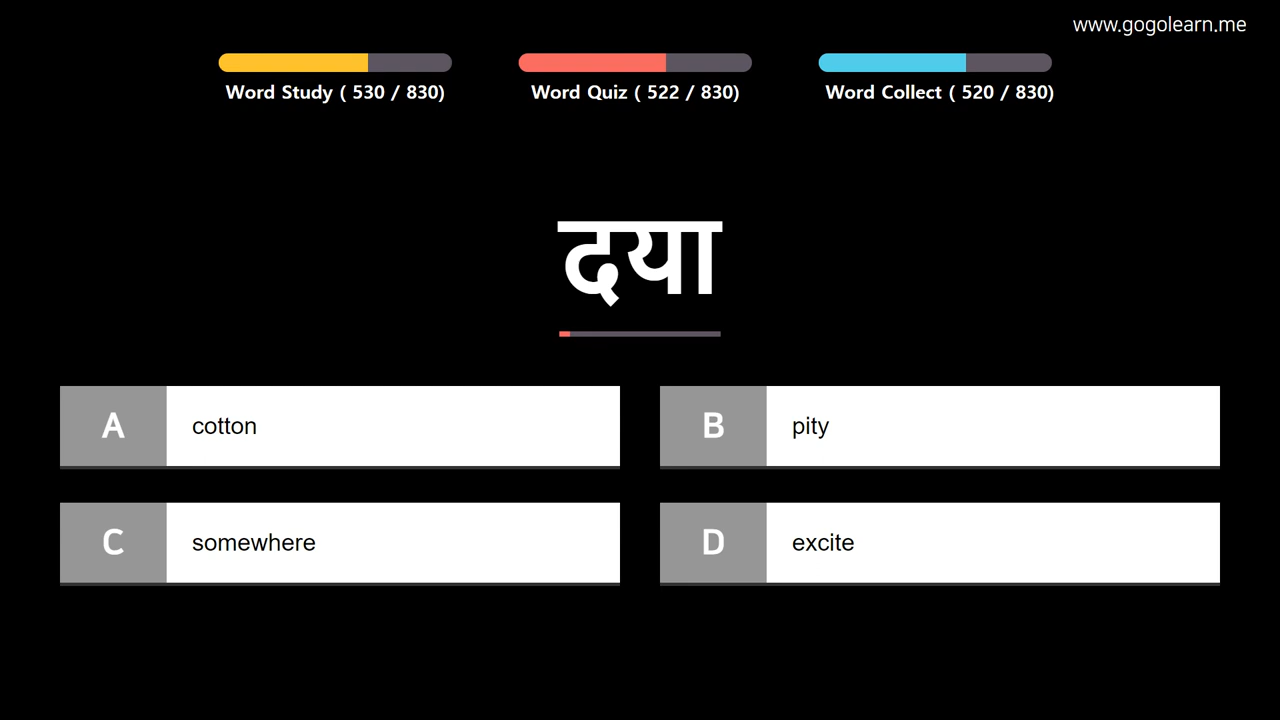 www.gogolearn.me
Word Study ( 530 / 830) Word Quiz ( 522 / 830) Word Collect ( 520 / 830)
दया
A cotton
B pity
C somewhere
D excite